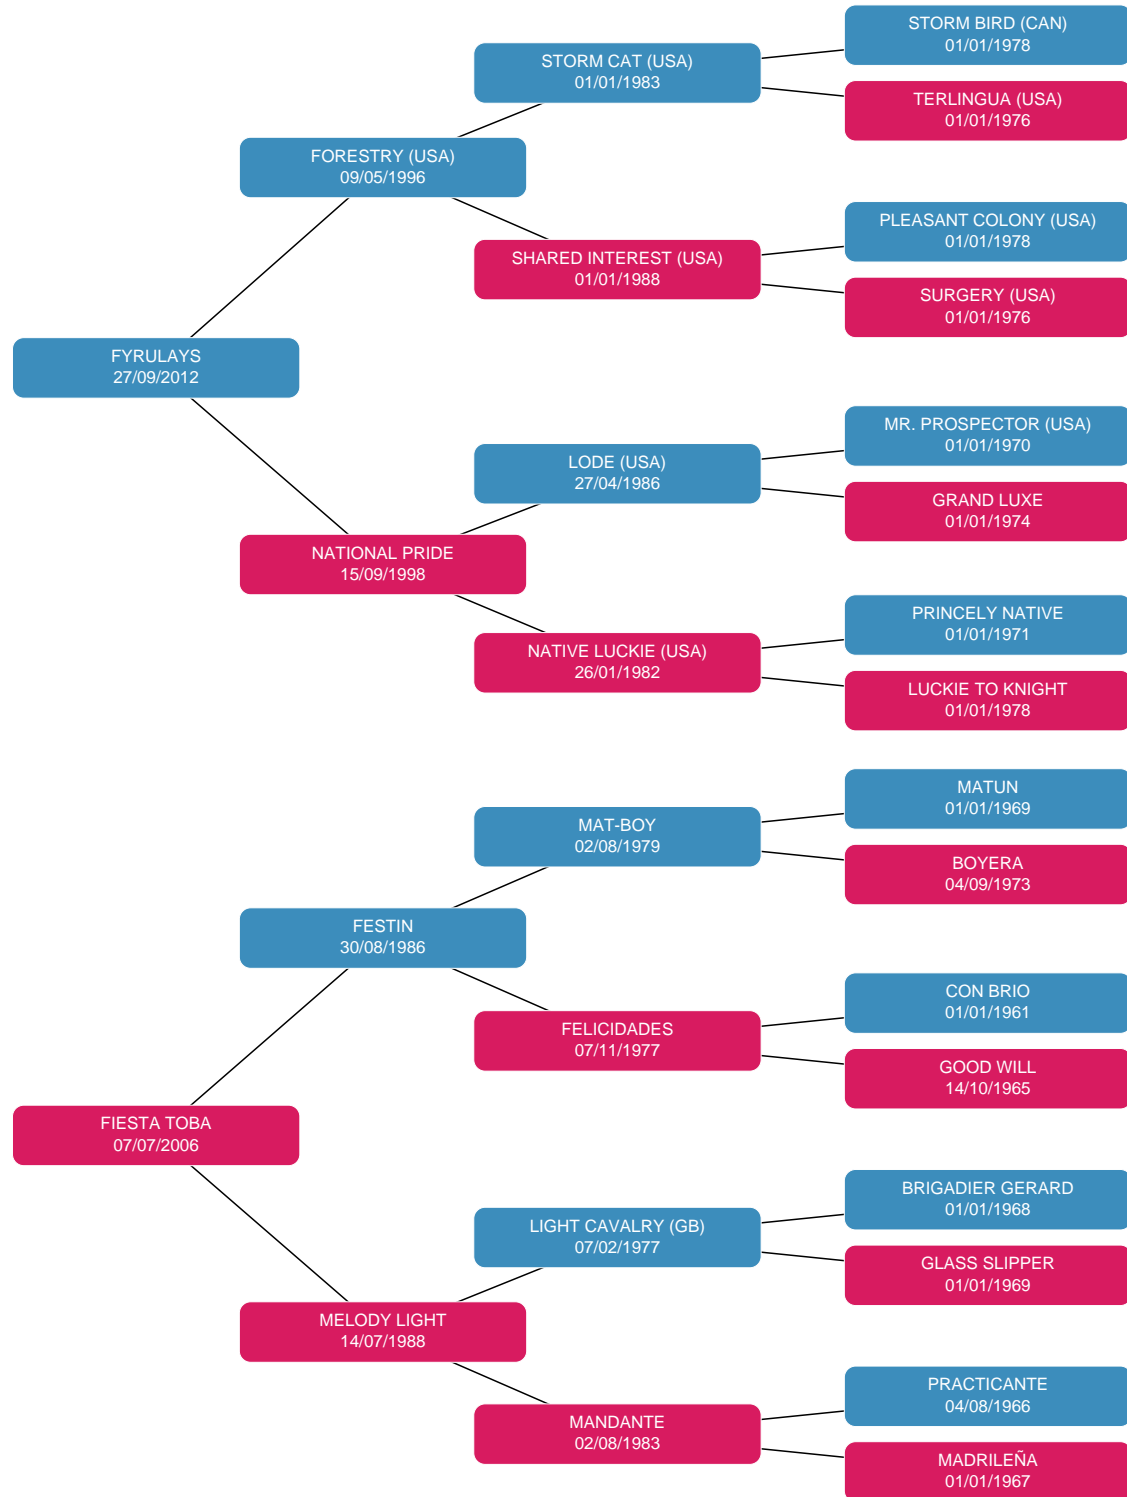 STORM BIRD (CAN)
01/01/1978
STORM CAT (USA)
01/01/1983
TERLINGUA (USA)
01/01/1976
FORESTRY (USA)
09/05/1996
PLEASANT COLONY (USA)
01/01/1978
SHARED INTEREST (USA)
01/01/1988
SURGERY (USA)
01/01/1976
FYRULAYS
27/09/2012
MR. PROSPECTOR (USA)
01/01/1970
LODE (USA)
27/04/1986
GRAND LUXE
01/01/1974
NATIONAL PRIDE
15/09/1998
PRINCELY NATIVE
01/01/1971
NATIVE LUCKIE (USA)
26/01/1982
LUCKIE TO KNIGHT
01/01/1978
MATUN
01/01/1969
MAT-BOY
02/08/1979
BOYERA
04/09/1973
FESTIN
30/08/1986
CON BRIO
01/01/1961
FELICIDADES
07/11/1977
GOOD WILL
14/10/1965
FIESTA TOBA
07/07/2006
BRIGADIER GERARD
01/01/1968
LIGHT CAVALRY (GB)
07/02/1977
GLASS SLIPPER
01/01/1969
MELODY LIGHT
14/07/1988
PRACTICANTE
04/08/1966
MANDANTE
02/08/1983
MADRILEÑA
01/01/1967